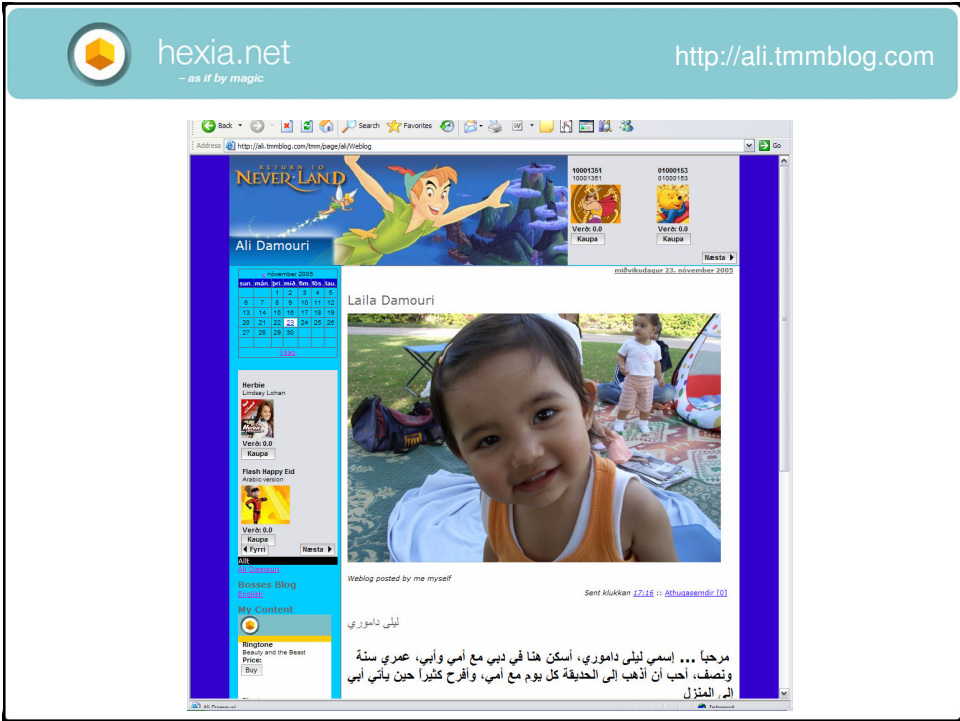 hexia.net
– as if by magic
http://ali.tmmblog.com
Back
Search
Favorites
Address
http://ali.tmmblog.com/tmm/page/ali/Weblog
Go
RETURN TO
NEVER·LAND
Ali Damouri
10001351
10001351
Verð: 0.0
Kaupa
01000153
01000153
Verð: 0.0
Kaupa
Næsta
miðvikudagur 23. nóvember 2005
« nóvember 2005
sun. mán. þri. mið. fim. fös. lau.
1 2 3 4 5
6 7 8 9 10 11 12
13 14 15 16 17 18 19
20 21 22 23 24 25 26
27 28 29 30
Herbie
Lindsay Lohan
Verð: 0.0
Kaupa
Flash Happy Eid
Arabic version
Verð: 0.0
Kaupa
Fyrri
Næsta
Allt
Ali Damouri
Bosses Blog
English
My Content
Ringtone
Beauty and the Beast
Price:
Buy
Laila Damouri
Weblog posted by me myself
Sent klukkan 17:16 :: Athugasemdir [0]
ليلى داموري
مرحباً ... إسمي ليلى داموري، أسكن هنا في دبي مع أمي وأبي، عمري سنة
ونصف، أحب أن أذهب إلى الحديقة كل يوم مع أمي، وأفرح كثيراً حين يأتي أبي
إلى المنزل
Ali Damouri
Internet